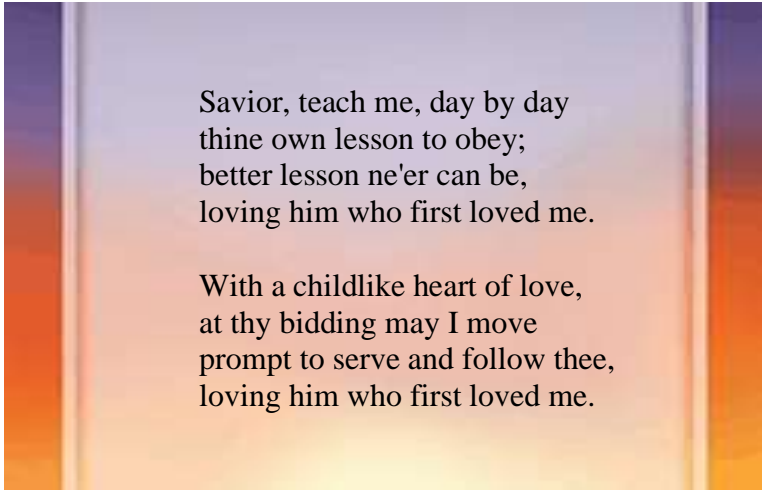 Savior, teach me, day by day
thine own lesson to obey;
better lesson ne'er can be,
loving him who first loved me.
With a childlike heart of love,
at thy bidding may I move
prompt to serve and follow thee,
loving him who first loved me.